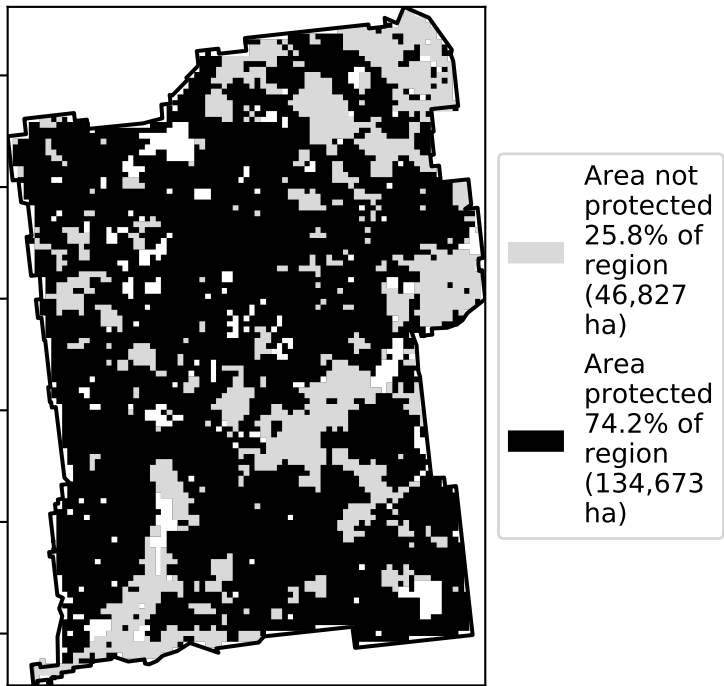 Area not
protected
25.8% of
region
(46,827
ha)
Area
protected
74.2% of
region
(134,673
ha)